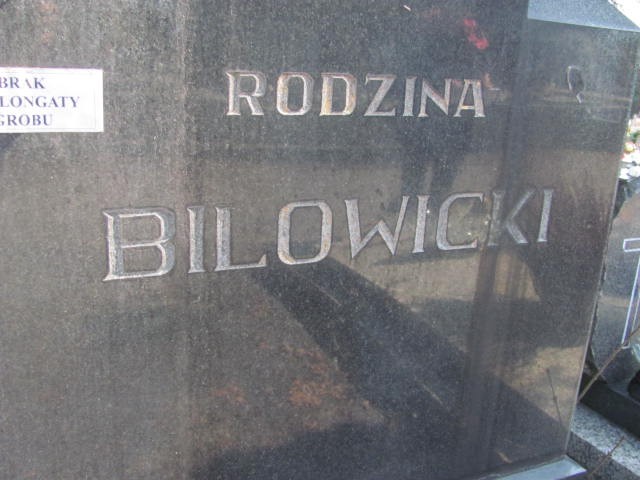 BRAK
LONGATY
GROBU
RODZINA
BILOWICKI